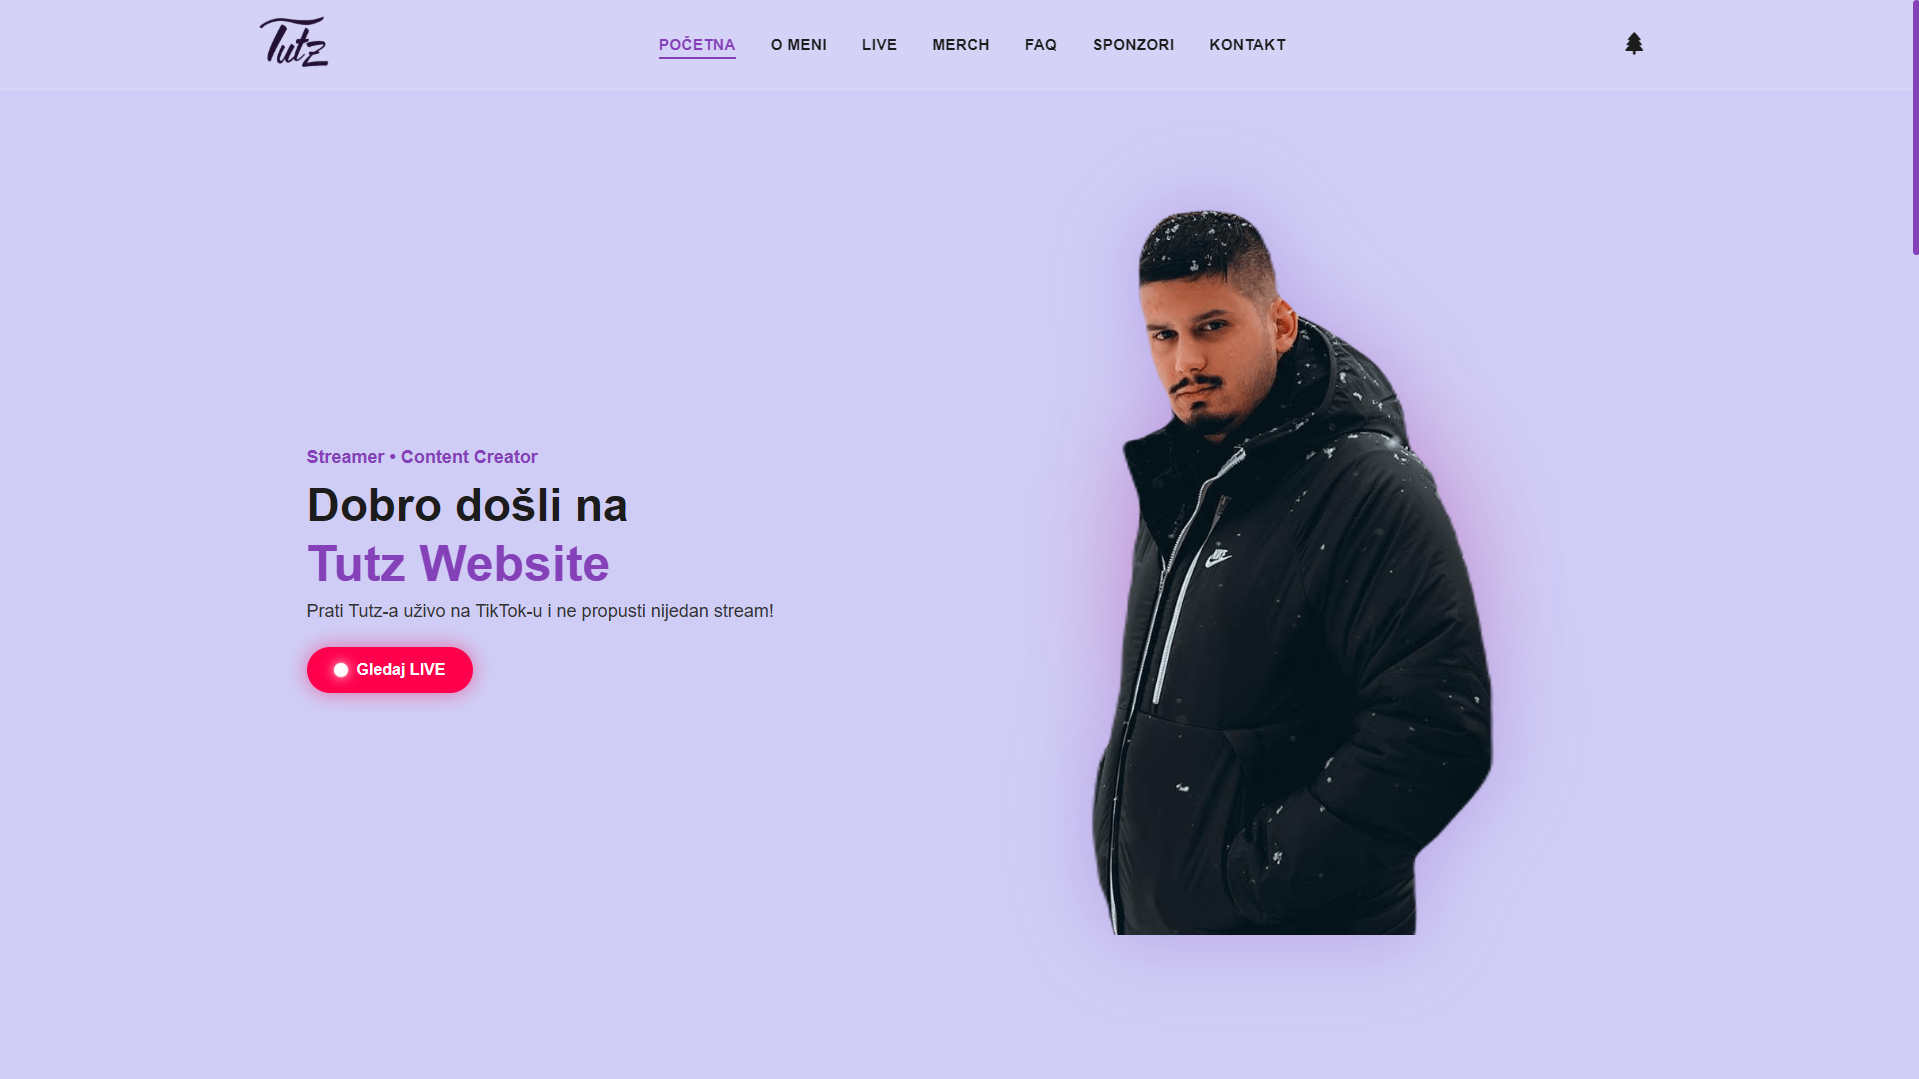 Tutz
POČETNA
O MENI
LIVE
MERCH
FAQ
SPONZORI
KONTAKT
Streamer • Content Creator
Dobro došli na
Tutz Website
Prati Tutz-a uživo na TikTok-u i ne propusti nijedan stream!
Gledaj LIVE
NIKE